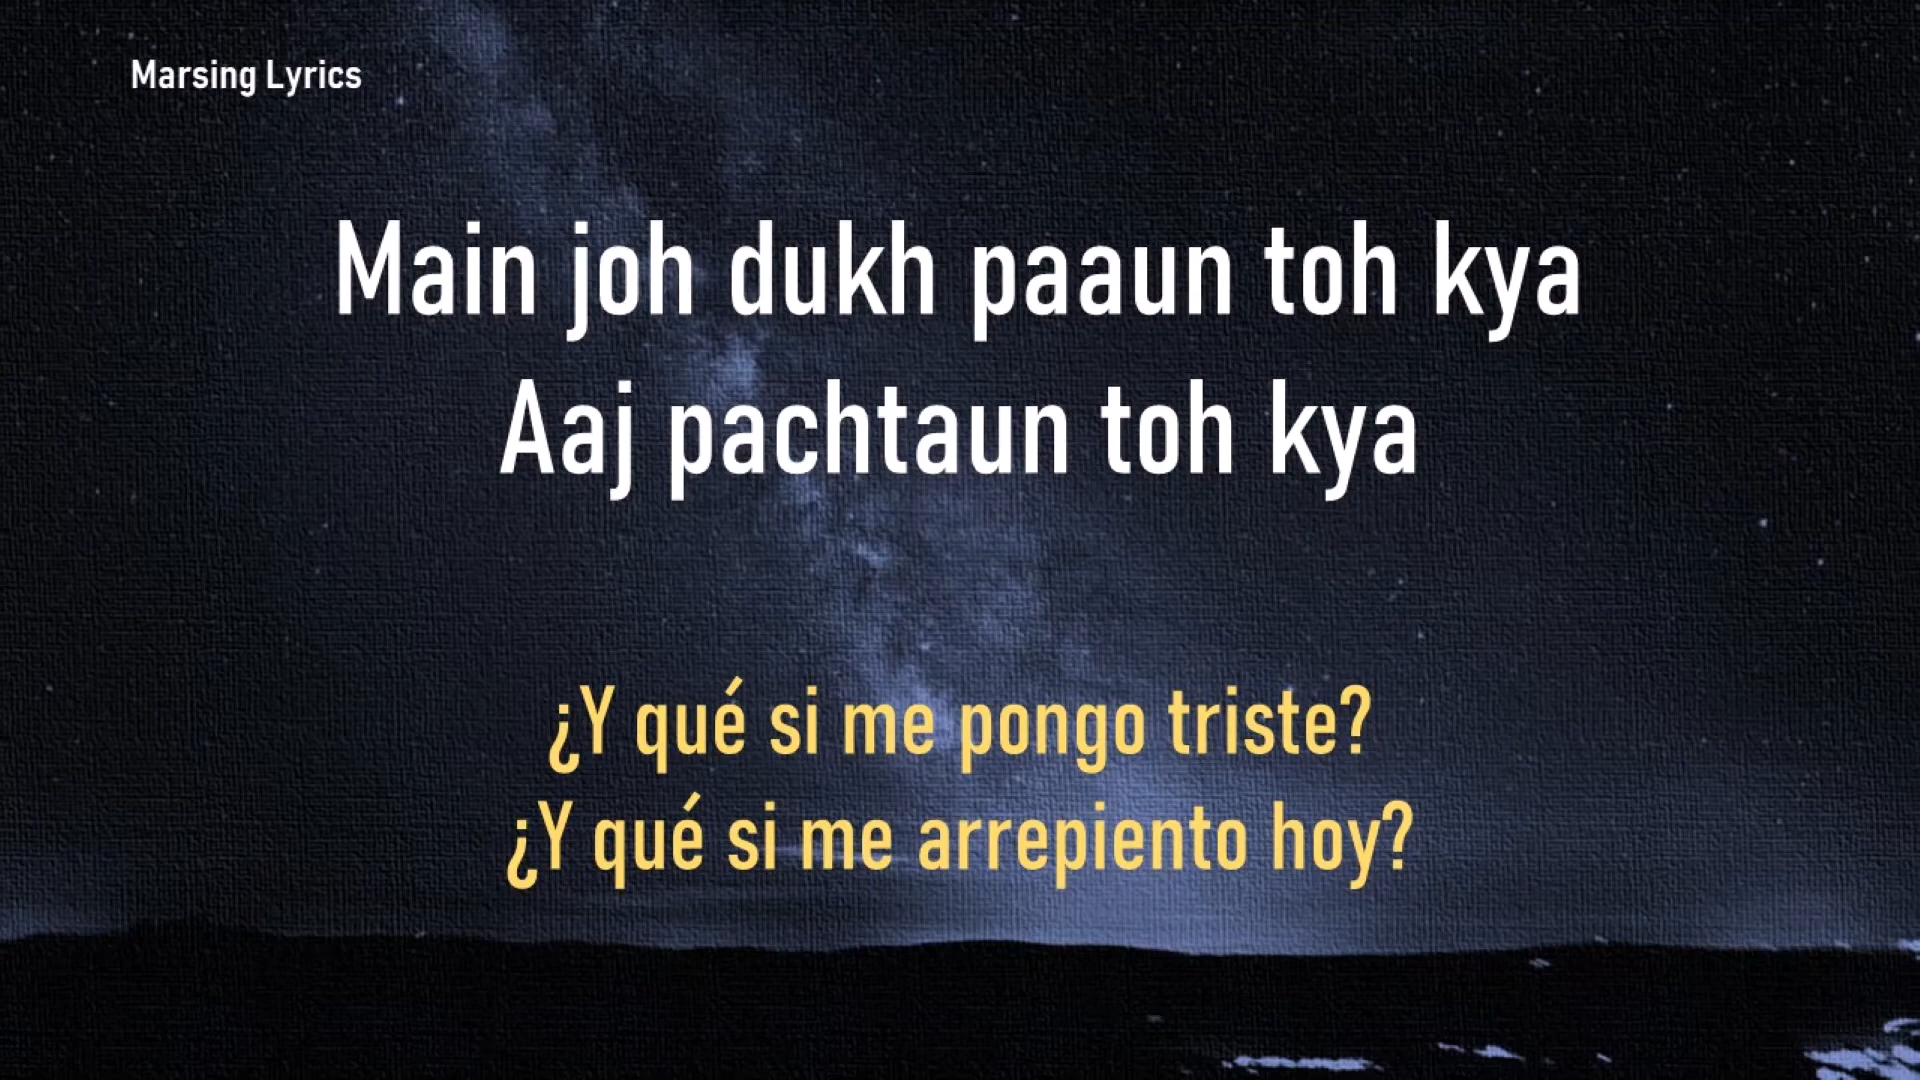 Marsing Lyrics
Main joh dukh paaun toh kya
Aaj pachtaun toh kya
¿Y qué si me pongo triste?
¿Y qué si me arrepiento hoy?